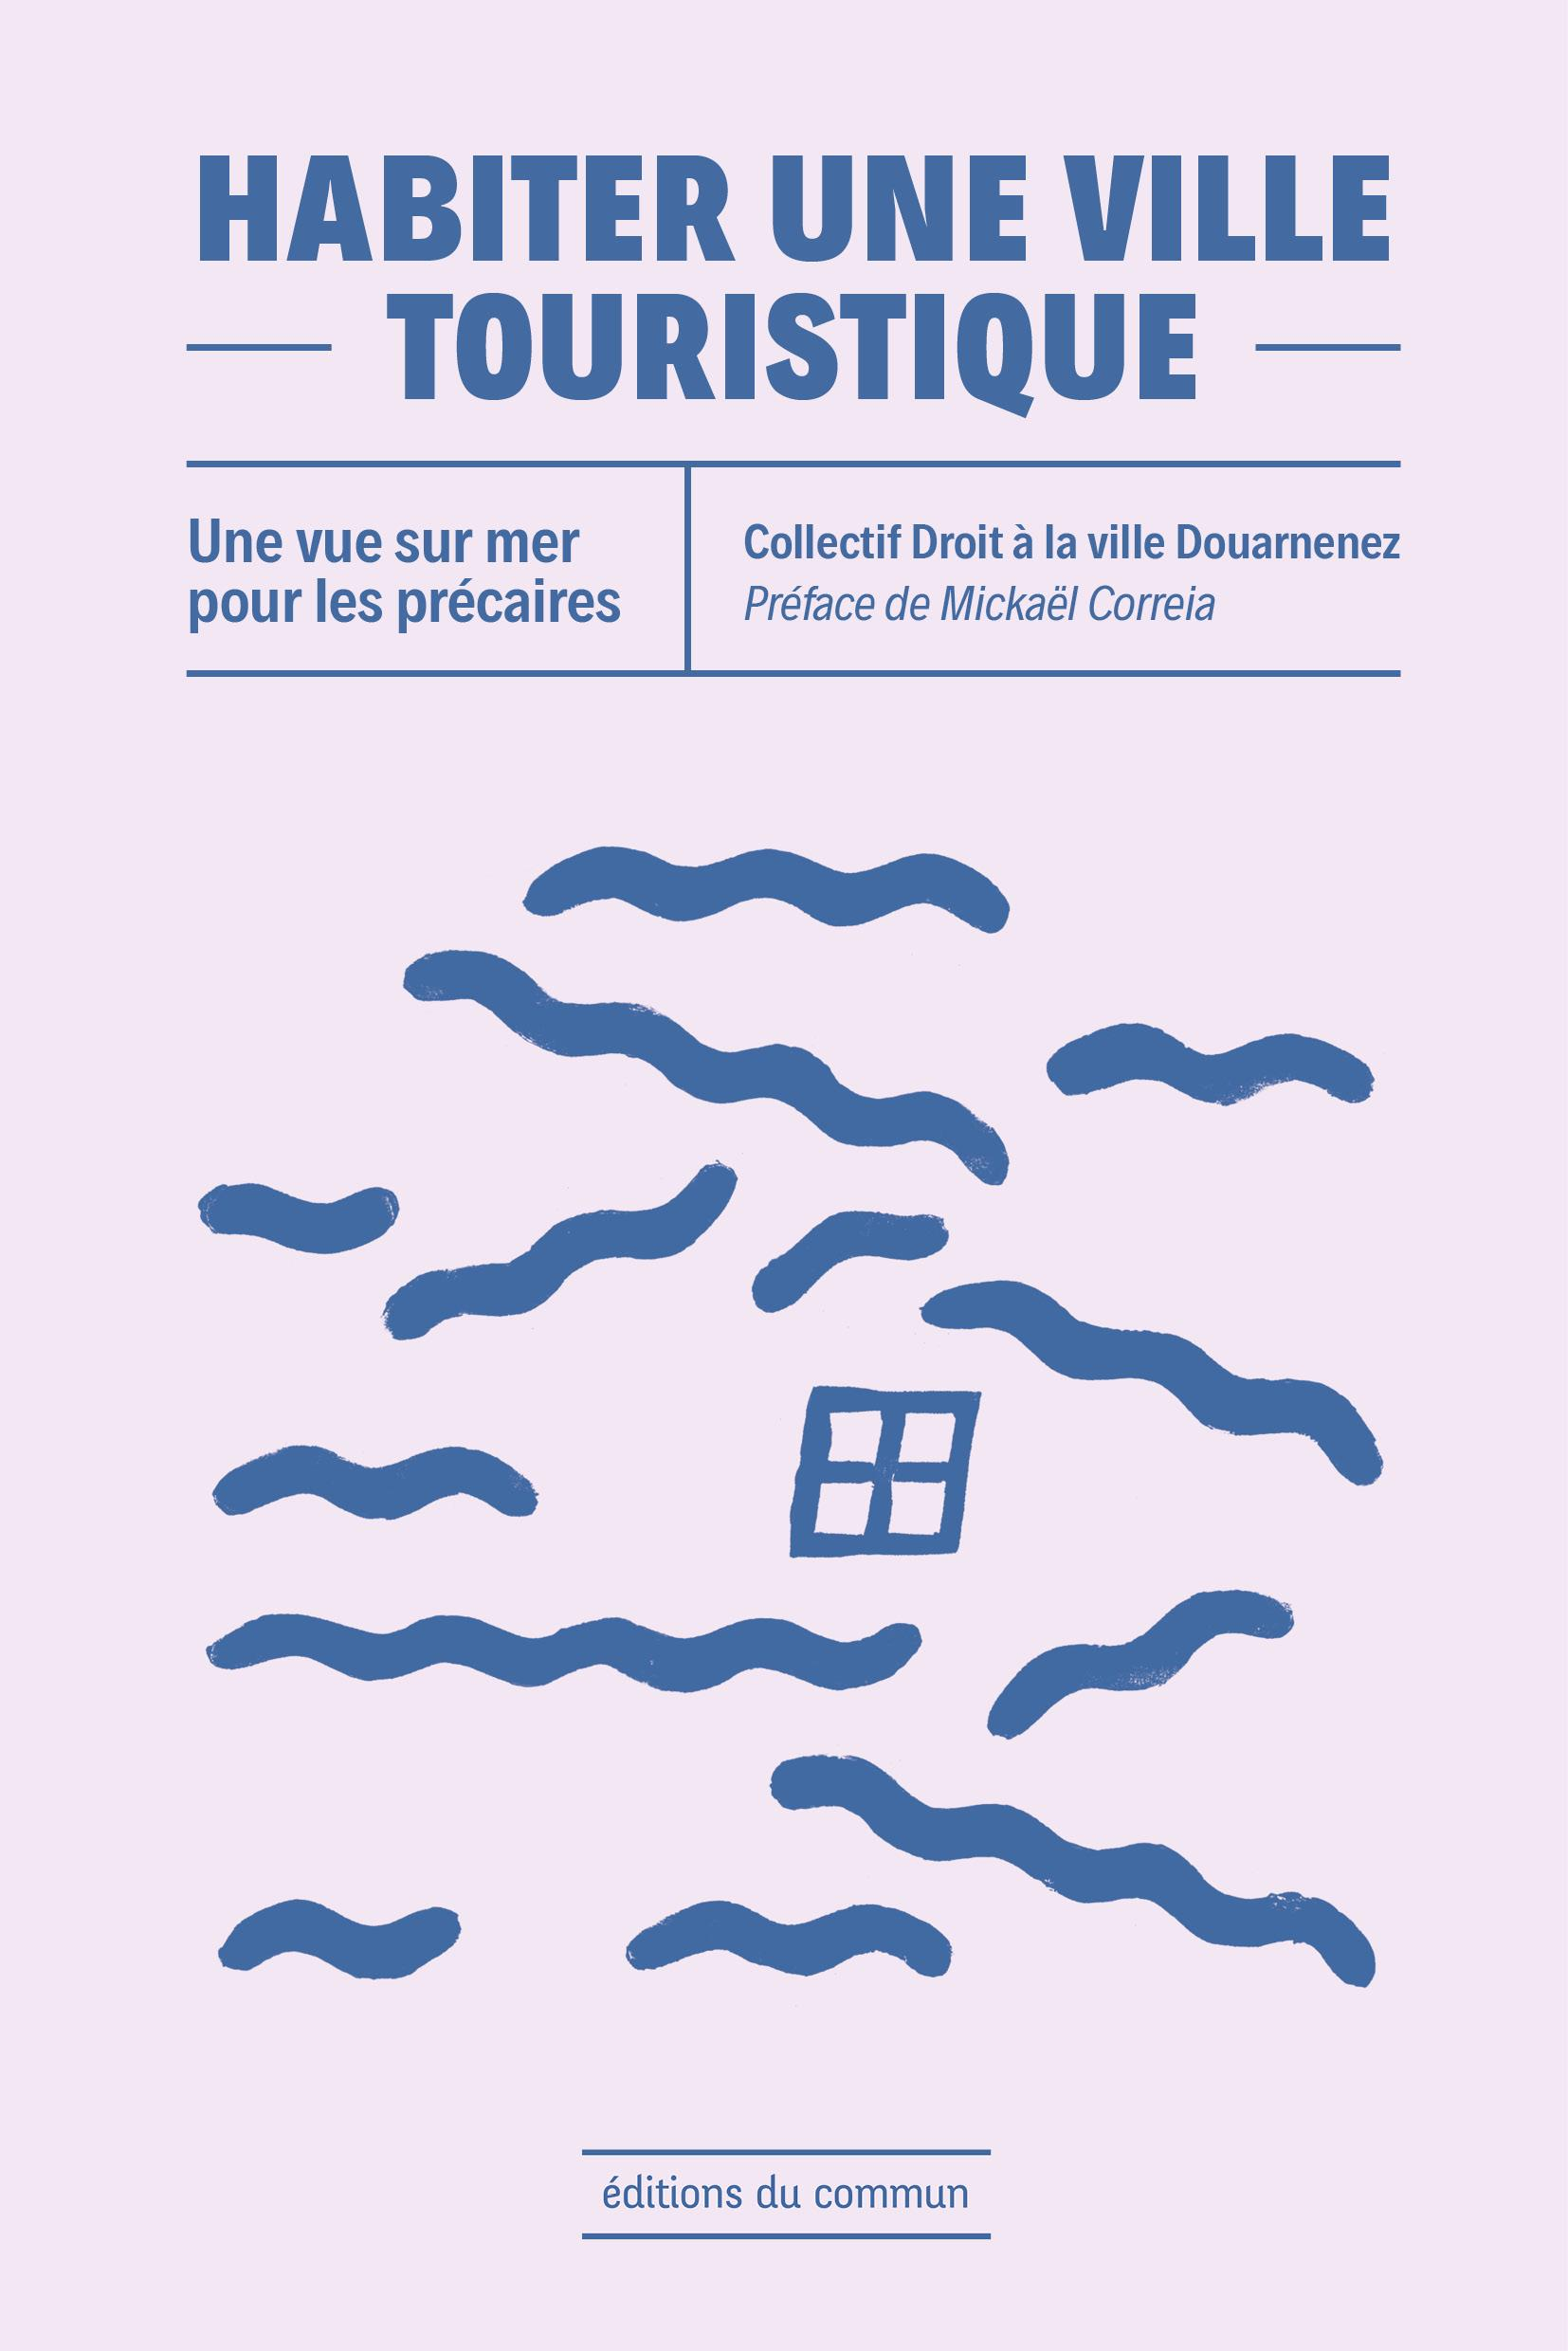 HABITER UNE VILLE
TOURISTIQUE
Une vue sur mer
pour les précaires
Collectif Droit à la ville Douarnenez
Préface de Mickaël Correia
éditions du commun